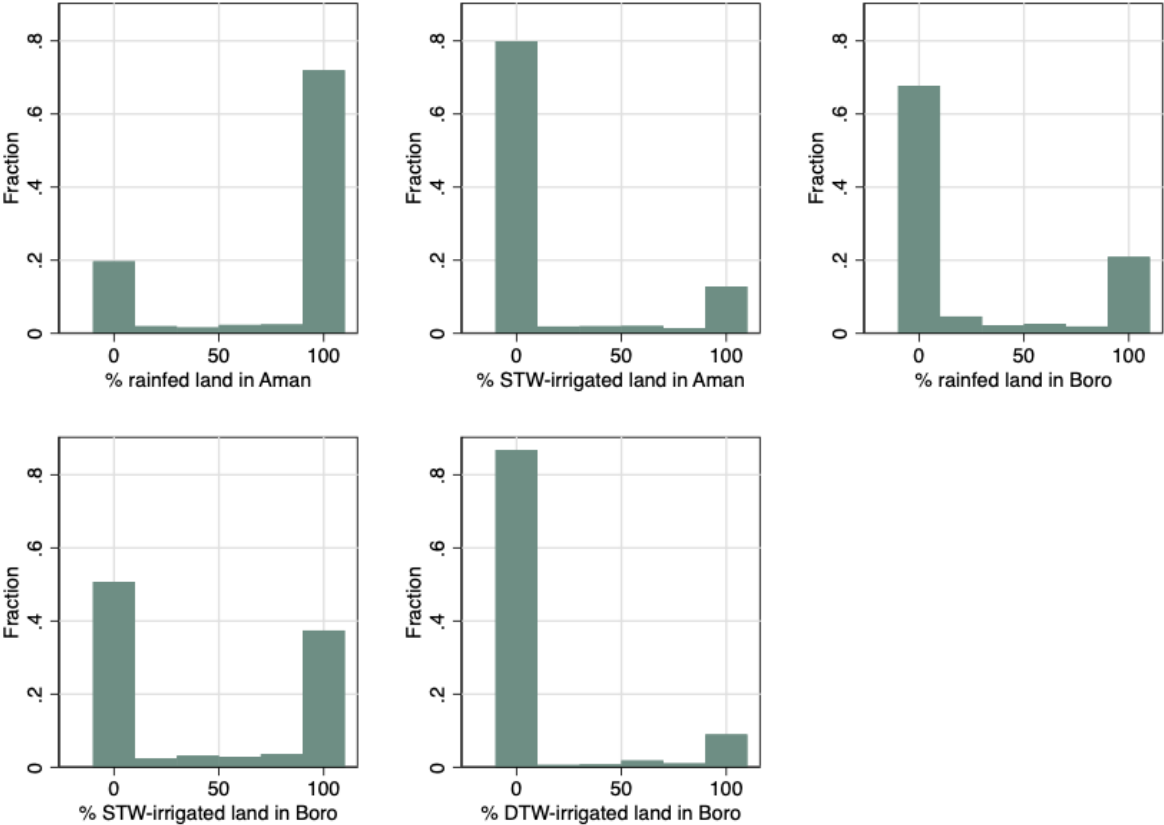 Fraction
.8
.6
.4
.2
0
0 50 100
% rainfed land in Aman
Fraction
.8
.6
.4
.2
0
0 50 100
% STW-irrigated land in Aman
Fraction
.8
.6
.4
.2
0
0 50 100
% rainfed land in Boro
Fraction
.8
.6
.4
.2
0
0 50 100
% STW-irrigated land in Boro
Fraction
.8
.6
.4
.2
0
0 50 100
% DTW-irrigated land in Boro